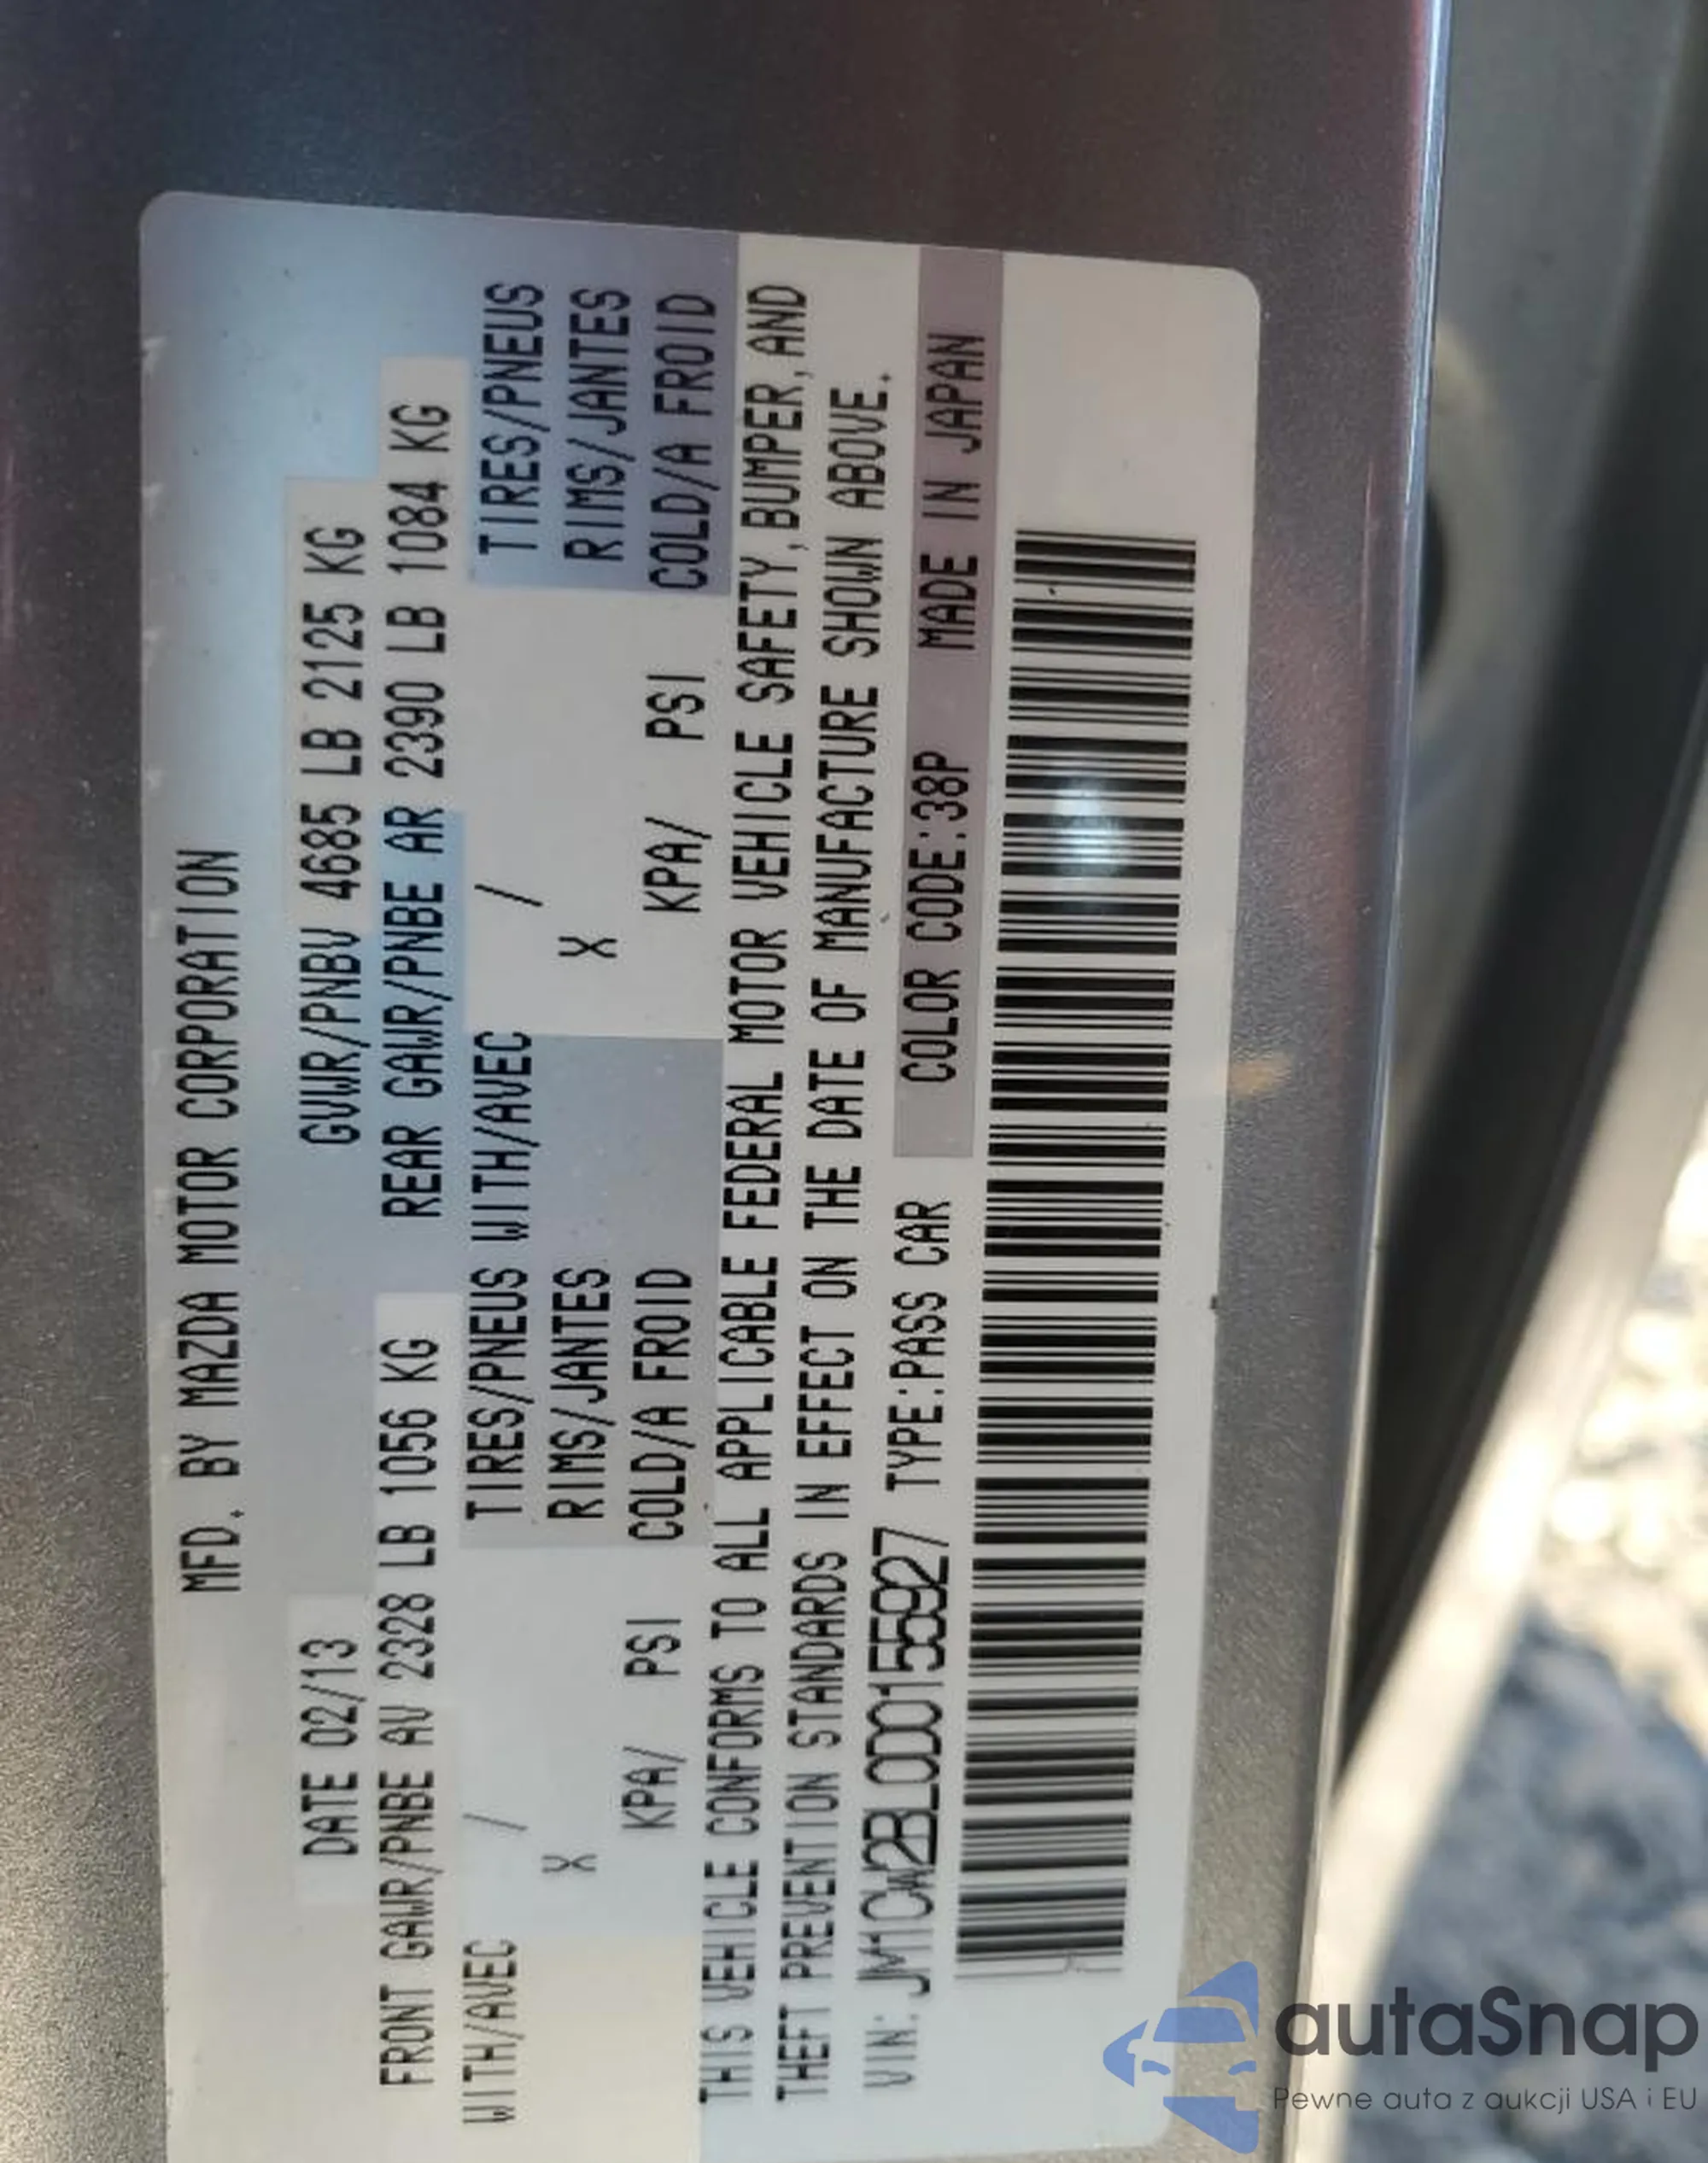 MFD. BY MAZDA MOTOR CORPORATION
DATE 02/13 GVWR/PNBV 4685 LB 2125 KG
FRONT GAWR/PNBE AV 2328 LB 1056 KG REAR GAWR/PNBE AR 2390 LB 1084 KG
WITH/AVEC / TIRES/PNEUS WITH/AVEC / TIRES/PNEUS
X RIMS/JANTES X RIMS/JANTES
KPA/ PSI COLD/A FROID KPA/ PSI COLD/A FROID
THIS VEHICLE CONFORMS TO ALL APPLICABLE FEDERAL MOTOR VEHICLE SAFETY, BUMPER, AND
THEFT PREVENTION STANDARDS IN EFFECT ON THE DATE OF MANUFACTURE SHOWN ABOVE.
VIN: JM1CW2BL0D0155927 TYPE:PASS CAR COLOR CODE:38P MADE IN JAPAN
autaSnap
Pewne auta z aukcji USA i EU